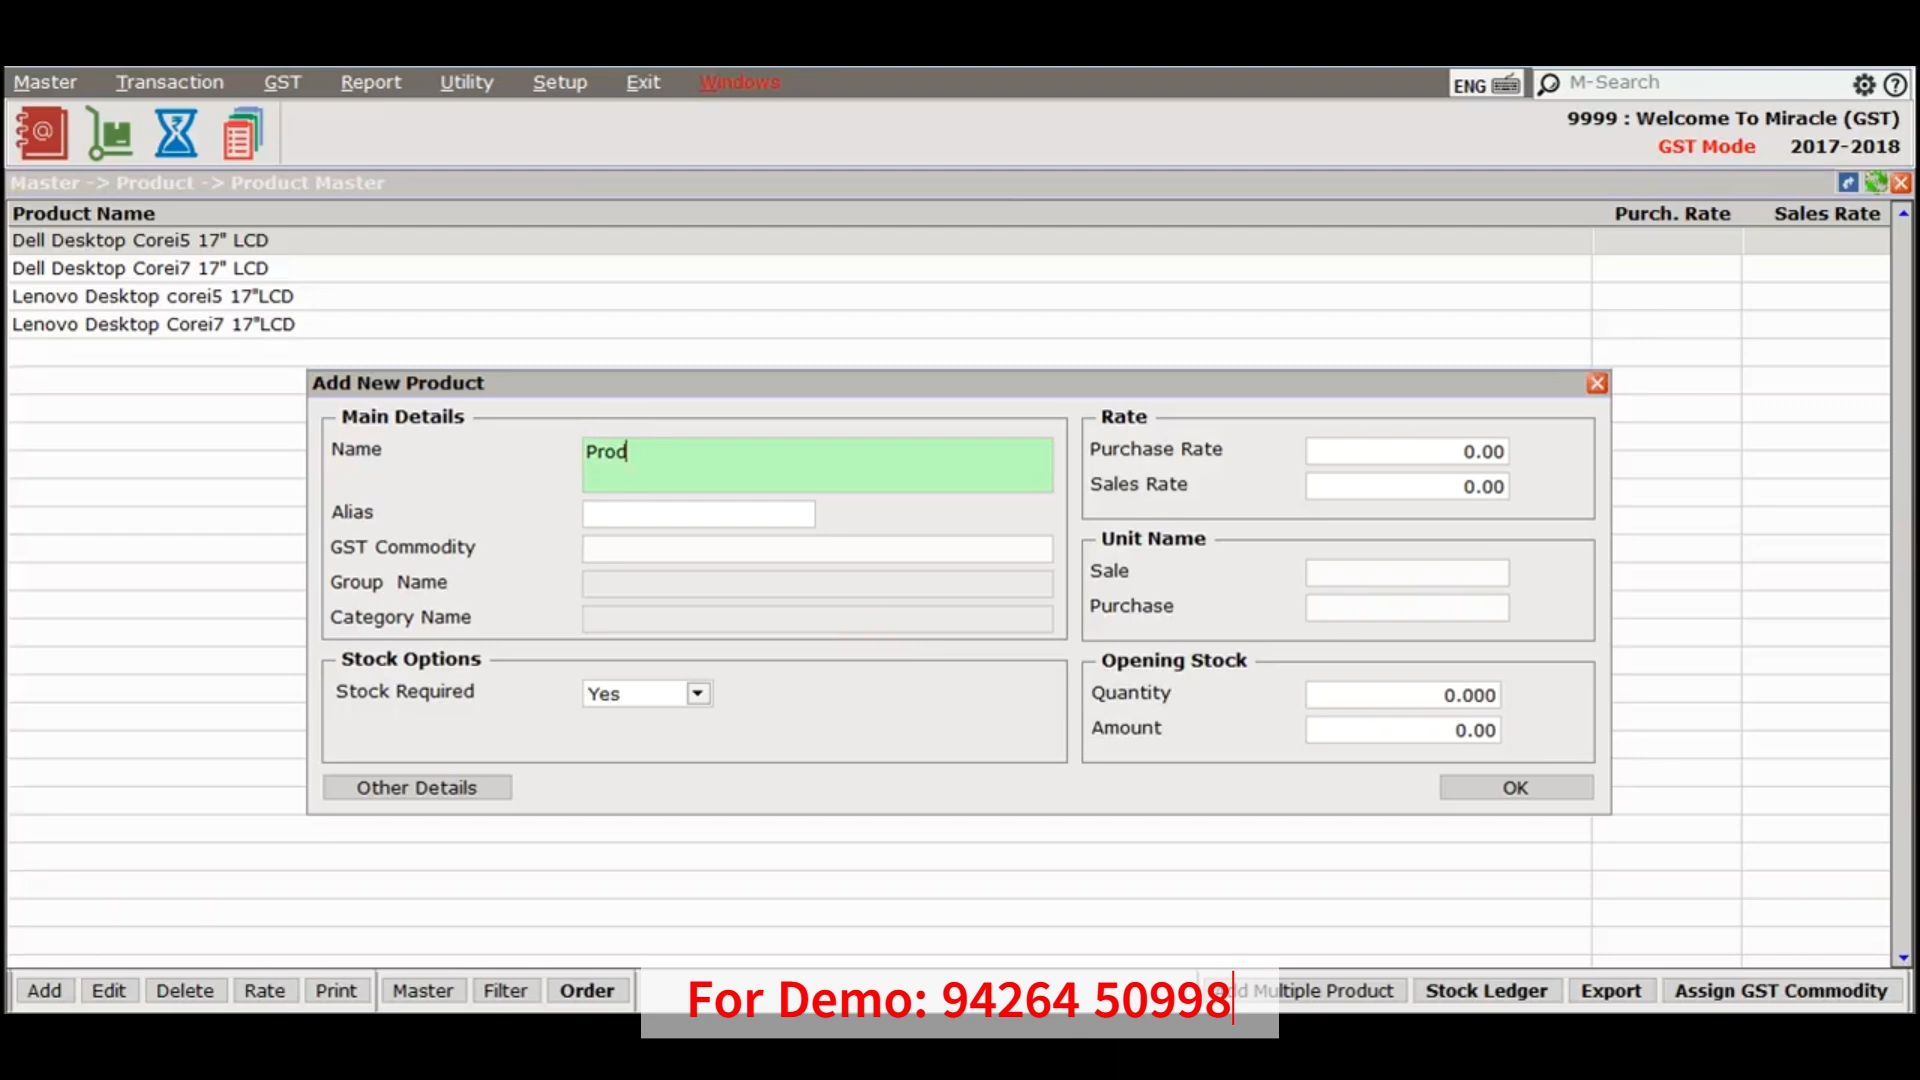 Master Transaction GST Report Utility Setup Exit Windows ENG M-Search
9999 : Welcome To Miracle (GST)
GST Mode 2017-2018
Master -> Product -> Product Master
Product Name Purch. Rate Sales Rate
Dell Desktop Corei5 17" LCD
Dell Desktop Corei7 17" LCD
Lenovo Desktop corei5 17"LCD
Lenovo Desktop Corei7 17"LCD
Add New Product
Main Details
Name Prod
Alias
GST Commodity
Group Name
Category Name
Stock Options
Stock Required Yes
Other Details
Rate
Purchase Rate 0.00
Sales Rate 0.00
Unit Name
Sale
Purchase
Opening Stock
Quantity 0.000
Amount 0.00
OK
Add Edit Delete Rate Print Master Filter Order Multiple Product Stock Ledger Export Assign GST Commodity
For Demo: 94264 50998